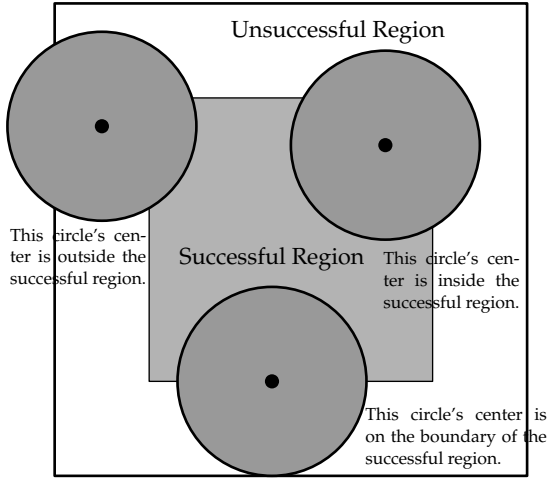 Unsuccessful Region
This circle's cen-
ter is outside the
successful region.
Successful Region
This circle's cen-
ter is inside the
successful region.
This circle's center is
on the boundary of the
successful region.